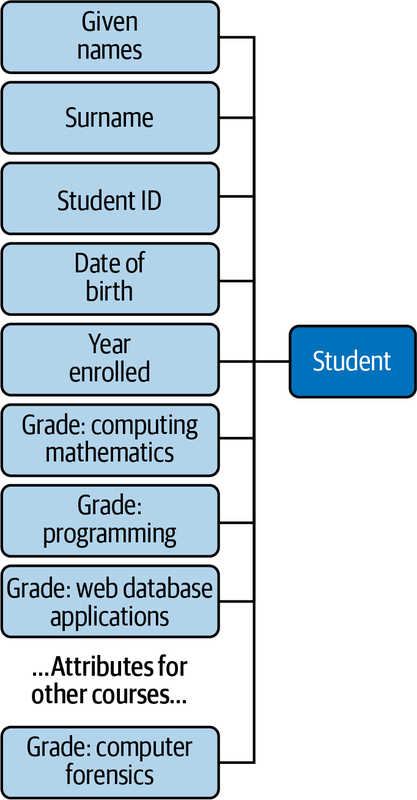 Given
names
Surname
Student ID
Date of
birth
Year
enrolled
Student
Grade: computing
mathematics
Grade:
programming
Grade: web database
applications
...Attributes for
other courses...
Grade: computer
forensics